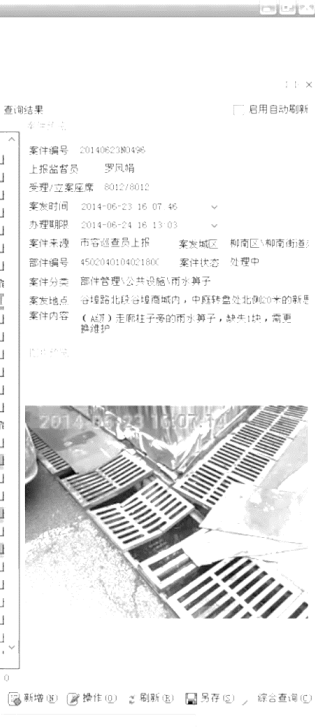 查询结果
启用自动刷新
案件编号 20140623M0496
上报监督员 罗凤娟
受理/立案座席 8012/8012
案发时间 2014-06-23 16:07:46
办理期限 2014-06-24 16:13:03
案件来源 市容巡查员上报 案发城区 柳南区\柳南街道
部件编号 4502040104021800 案件状态 处理中
案件分类 部件管理\公共设施\雨水箅子
案发地点 谷埠路北段谷埠商城内，中庭转盘处北侧20米的新
案件内容 走廊柱子旁的雨水箅子，缺失1块，需更
换维护
2014-06-23 16:07:14
0
新增(N) 操作(O) 刷新(R) 另存(S) 综合查询(C)